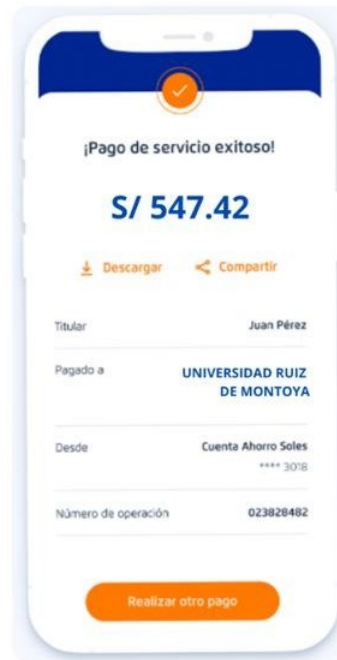 ¡Pago de servicio exitoso!
S/ 547.42
Descargar
Compartir
Titular
Juan Pérez
Pagado a
UNIVERSIDAD RUIZ
DE MONTOYA
Desde
Cuenta Ahorro Soles
**** 3018
Número de operación
023828482
Realizar otro pago